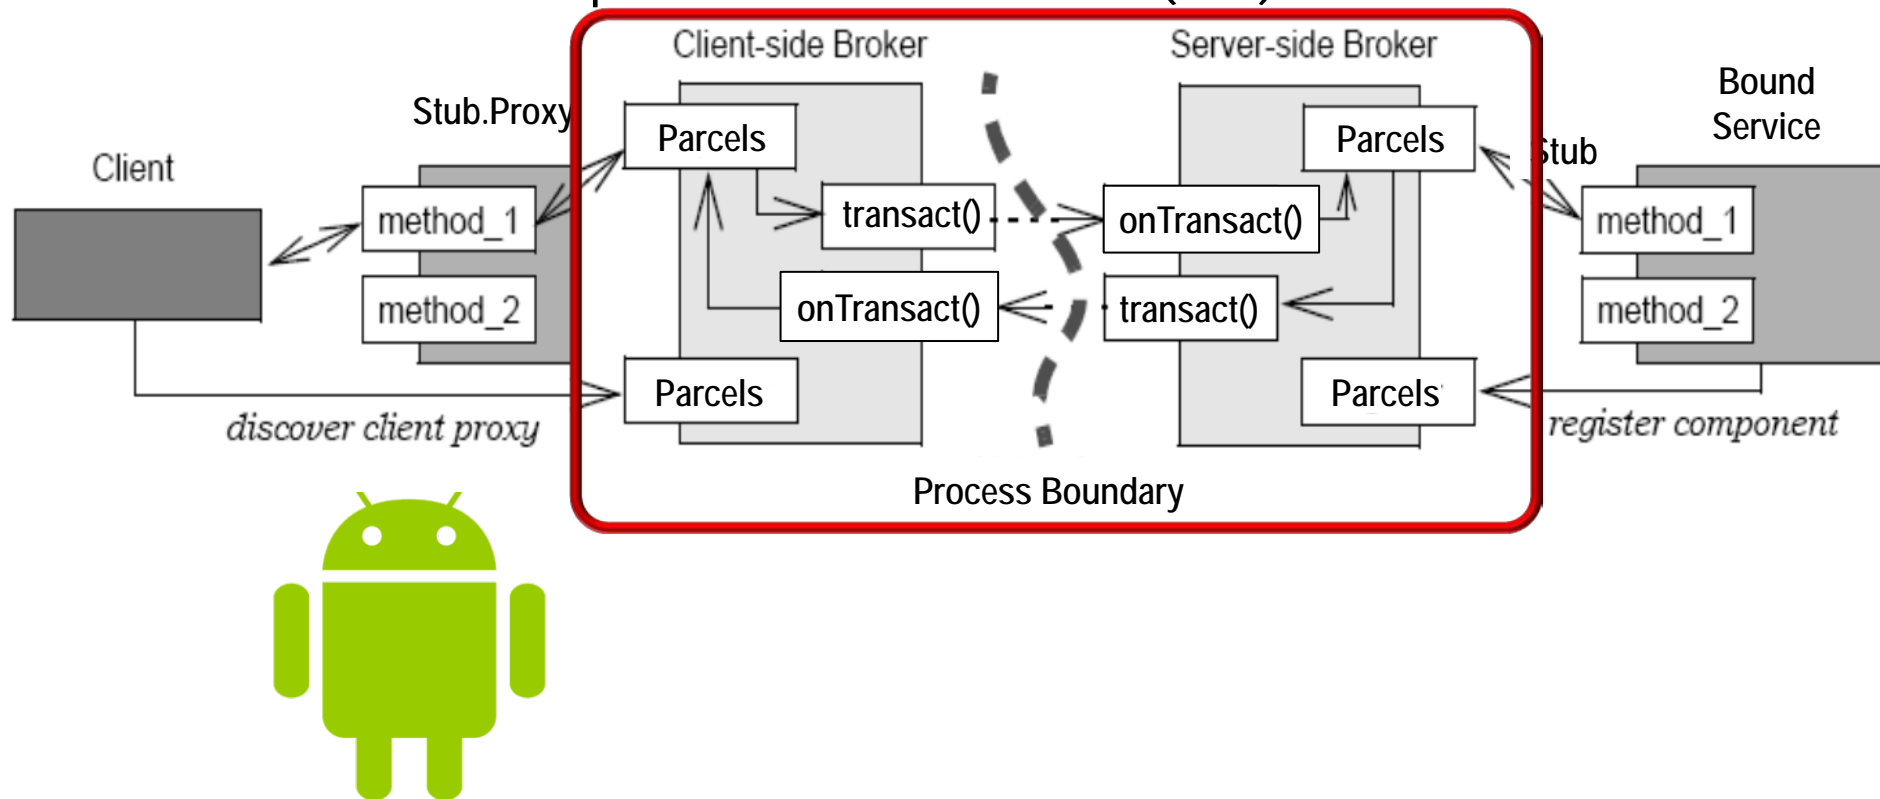 Client-side Broker
Server-side Broker
Bound
Service
Stub.Proxy
Parcels
Parcels
Stub
Client
method_1
transact()
onTransact()
method_1
method_2
onTransact()
transact()
method_2
Parcels
Parcels
discover client proxy
register component
Process Boundary